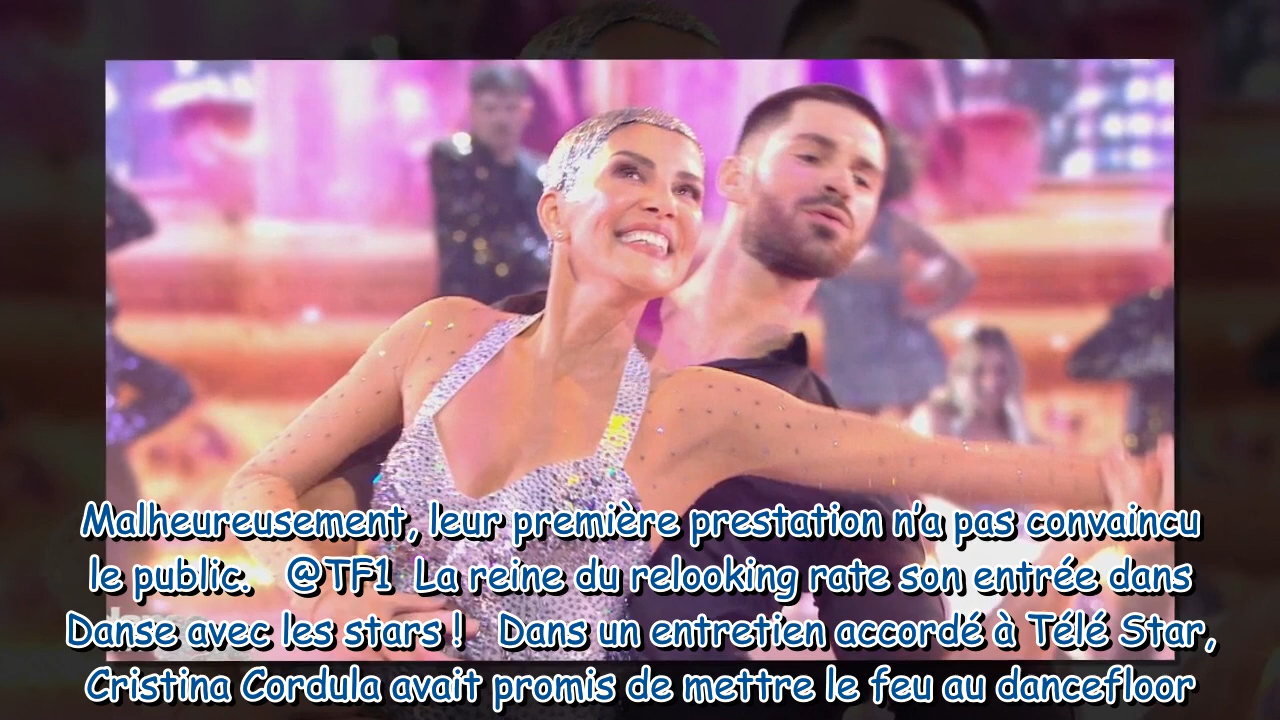 Malheureusement, leur première prestation n'a pas convaincu
le public.   @TF1  La reine du relooking rate son entrée dans
Danse avec les stars !   Dans un entretien accordé à Télé Star,
Cristina Cordula avait promis de mettre le feu au dancefloor